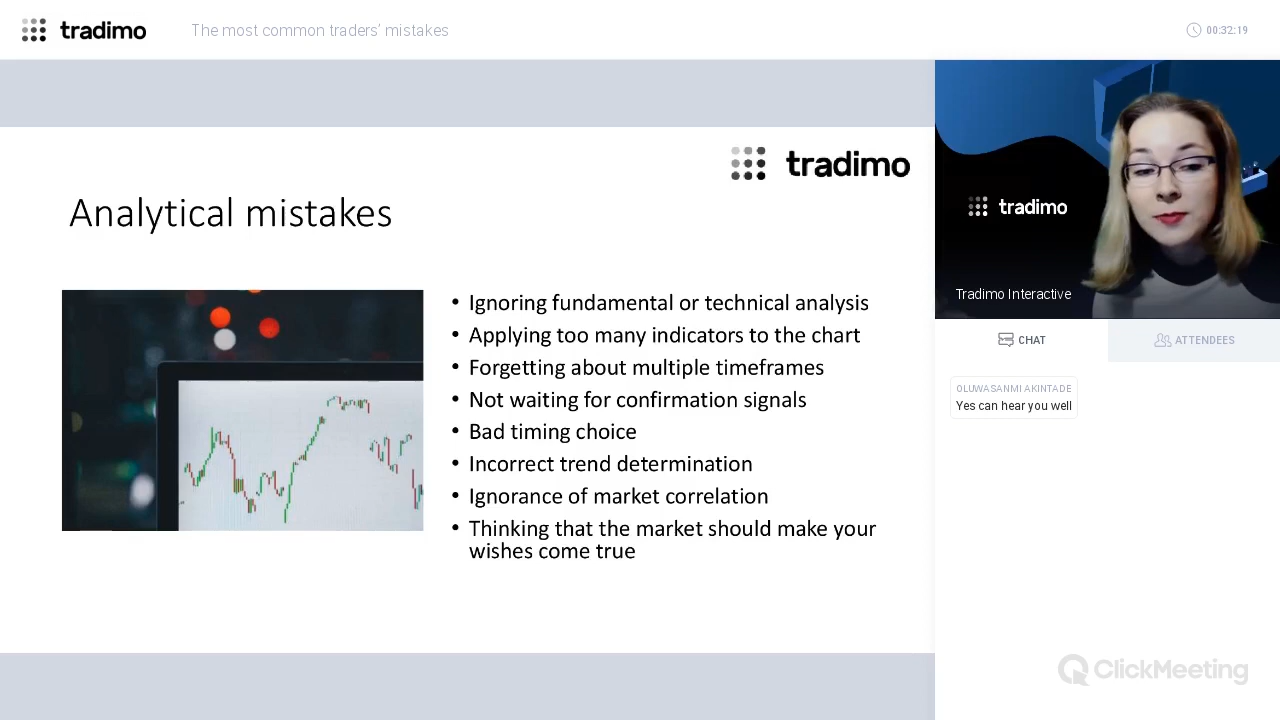 tradimo
The most common traders' mistakes
00:32:19
tradimo
Analytical mistakes
• Ignoring fundamental or technical analysis
• Applying too many indicators to the chart
• Forgetting about multiple timeframes
• Not waiting for confirmation signals
• Bad timing choice
• Incorrect trend determination
• Ignorance of market correlation
• Thinking that the market should make your
wishes come true
tradimo
Tradimo Interactive
CHAT
ATTENDEES
OLUWASANMI AKINTADE
Yes can hear you well
ClickMeeting